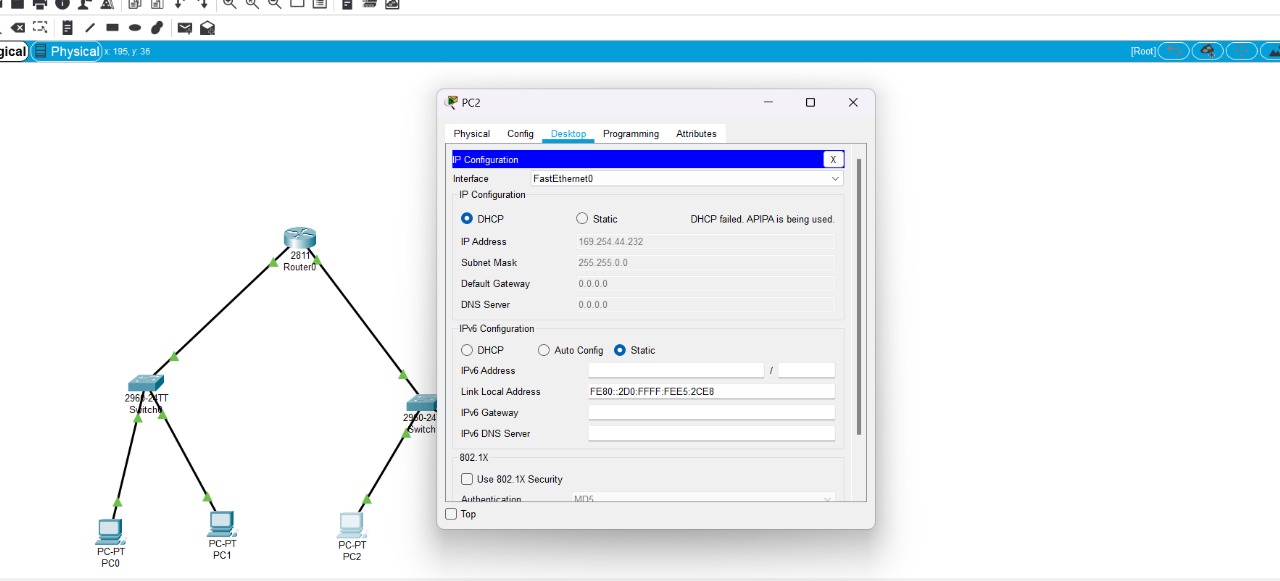 gical Physical x: 195, y: 36 [Root]
PC2
Physical Config Desktop Programming Attributes
IP Configuration X
Interface FastEthernet0
IP Configuration
DHCP Static DHCP failed. APIPA is being used.
IP Address 169.254.44.232
Subnet Mask 255.255.0.0
Default Gateway 0.0.0.0
DNS Server 0.0.0.0
IPv6 Configuration
DHCP Auto Config Static
IPv6 Address /
Link Local Address FE80::2D0:FFFF:FEE5:2CE8
IPv6 Gateway
IPv6 DNS Server
802.1X
Use 802.1X Security
Authentication MD5
Top
2811
Router0
2960-24TT
Switch0
2960-24
Switch
PC-PT
PC0
PC-PT
PC1
PC-PT
PC2